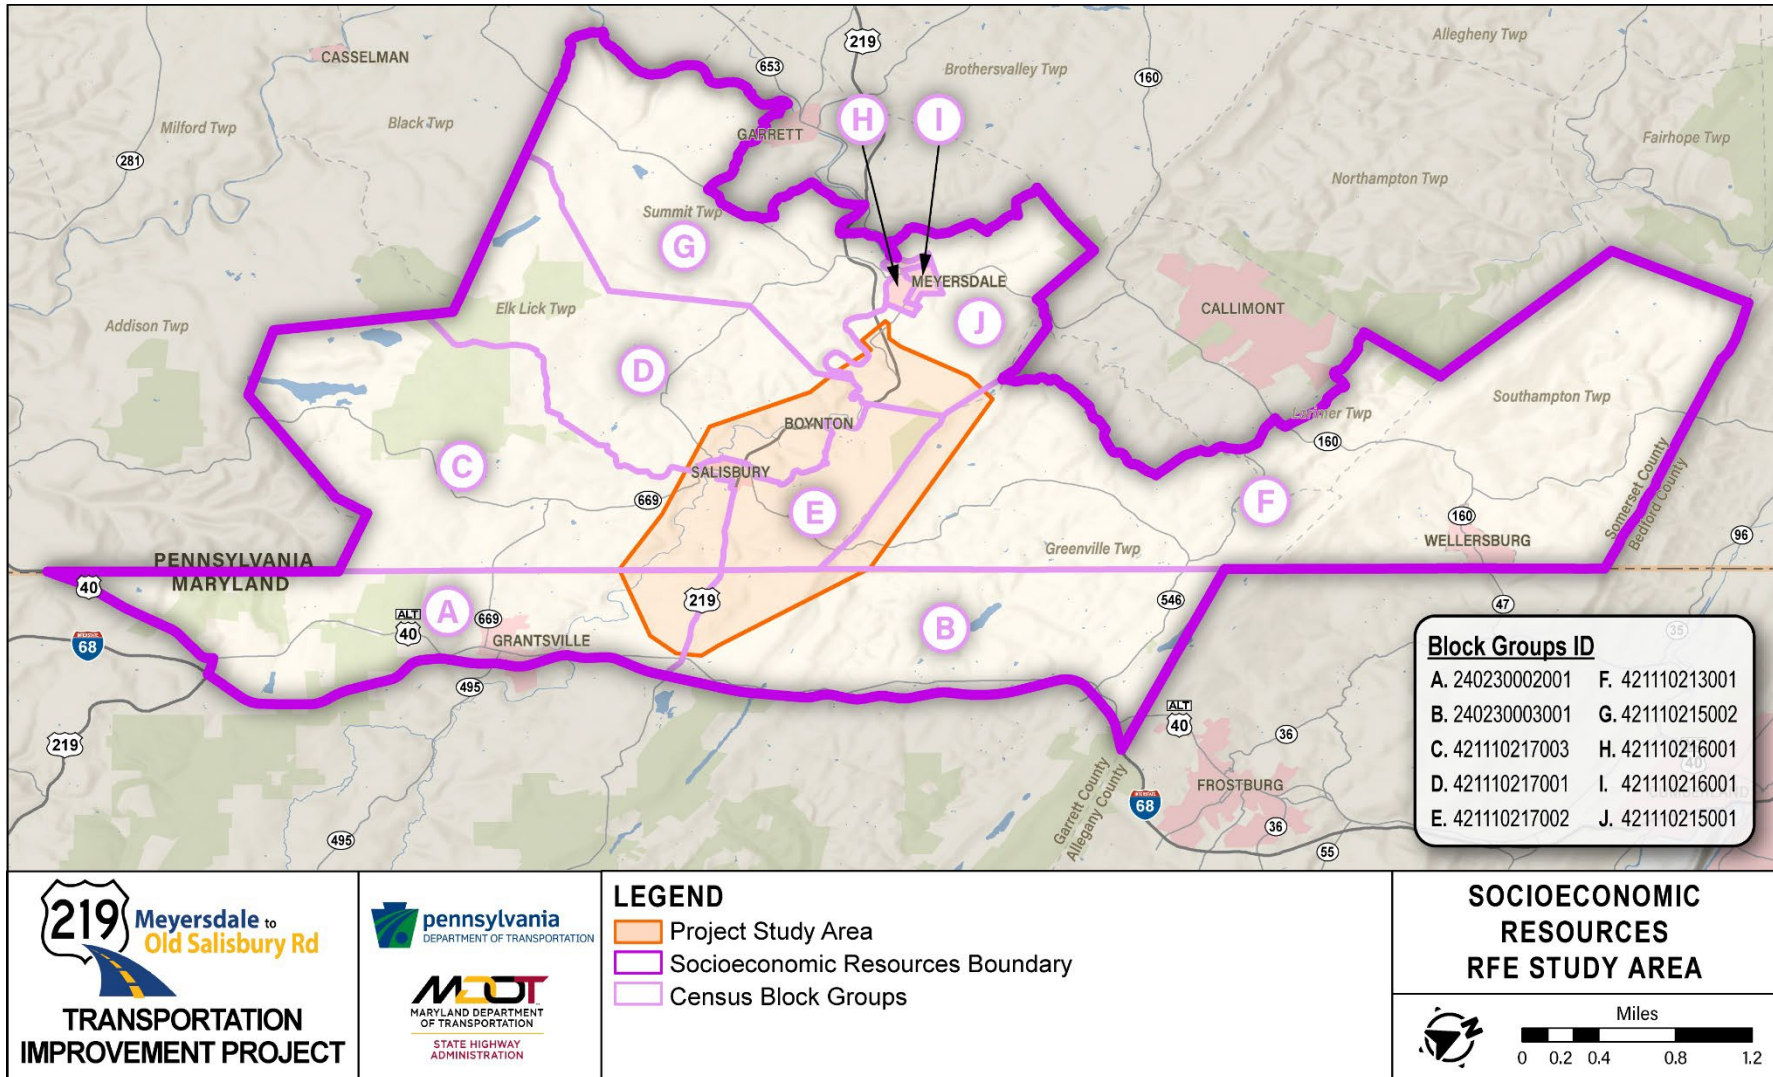 CASSELMAN
219
653
Brothersvalley Twp
Allegheny Twp
160
Milford Twp
Black Twp
GARRETT
H
I
281
Fairhope Twp
Northampton Twp
Summit Twp
G
MEYERSDALE
Addison Twp
Elk Lick Twp
J
CALLIMONT
D
Southampton Twp
BOYNTON
Larimer Twp
160
C
SALISBURY
669
E
F
Somerset County
Bedford County
160
96
WELLERSBURG
Greenville Twp
PENNSYLVANIA
MARYLAND
40
A
ALT
40
669
219
B
546
47
35
68
GRANTSVILLE
495
219
ALT
40
36
Garrett County
Allegany County
FROSTBURG
68
36
495
55
40
Block Groups ID
A. 240230002001
B. 240230003001
C. 421110217003
D. 421110217001
E. 421110217002
F. 421110213001
G. 421110215002
H. 421110216001
I. 421110216001
J. 421110215001
219
Meyersdale to
Old Salisbury Rd
TRANSPORTATION
IMPROVEMENT PROJECT
pennsylvania
DEPARTMENT OF TRANSPORTATION
MDOT
MARYLAND DEPARTMENT
OF TRANSPORTATION
STATE HIGHWAY
ADMINISTRATION
LEGEND
Project Study Area
Socioeconomic Resources Boundary
Census Block Groups
SOCIOECONOMIC
RESOURCES
RFE STUDY AREA
N
Miles
0 0.2 0.4 0.8 1.2